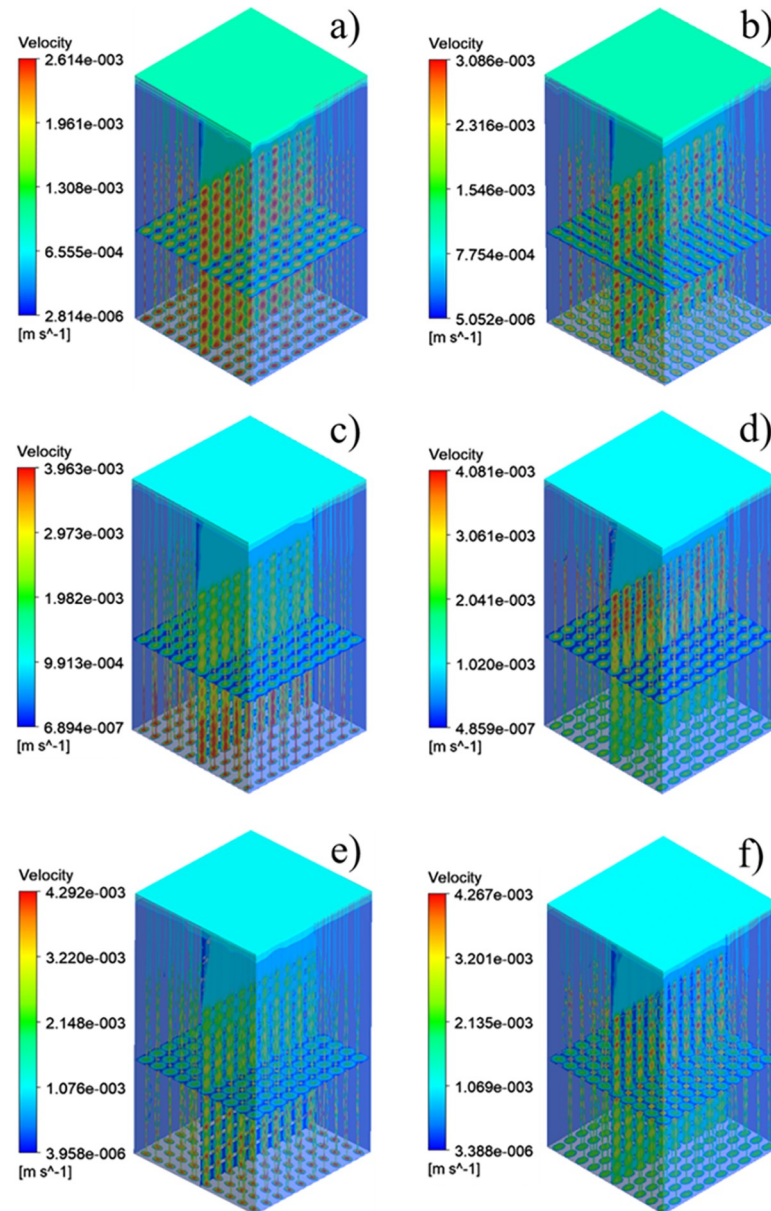 a)
Velocity
2.614e-003
1.961e-003
1.308e-003
6.555e-004
2.814e-006
[m s^-1]
b)
Velocity
3.086e-003
2.316e-003
1.546e-003
7.754e-004
5.052e-006
[m s^-1]
c)
Velocity
3.963e-003
2.973e-003
1.982e-003
9.913e-004
6.894e-007
[m s^-1]
d)
Velocity
4.081e-003
3.061e-003
2.041e-003
1.020e-003
4.859e-007
[m s^-1]
e)
Velocity
4.292e-003
3.220e-003
2.148e-003
1.076e-003
3.958e-006
[m s^-1]
f)
Velocity
4.267e-003
3.201e-003
2.135e-003
1.069e-003
3.388e-006
[m s^-1]